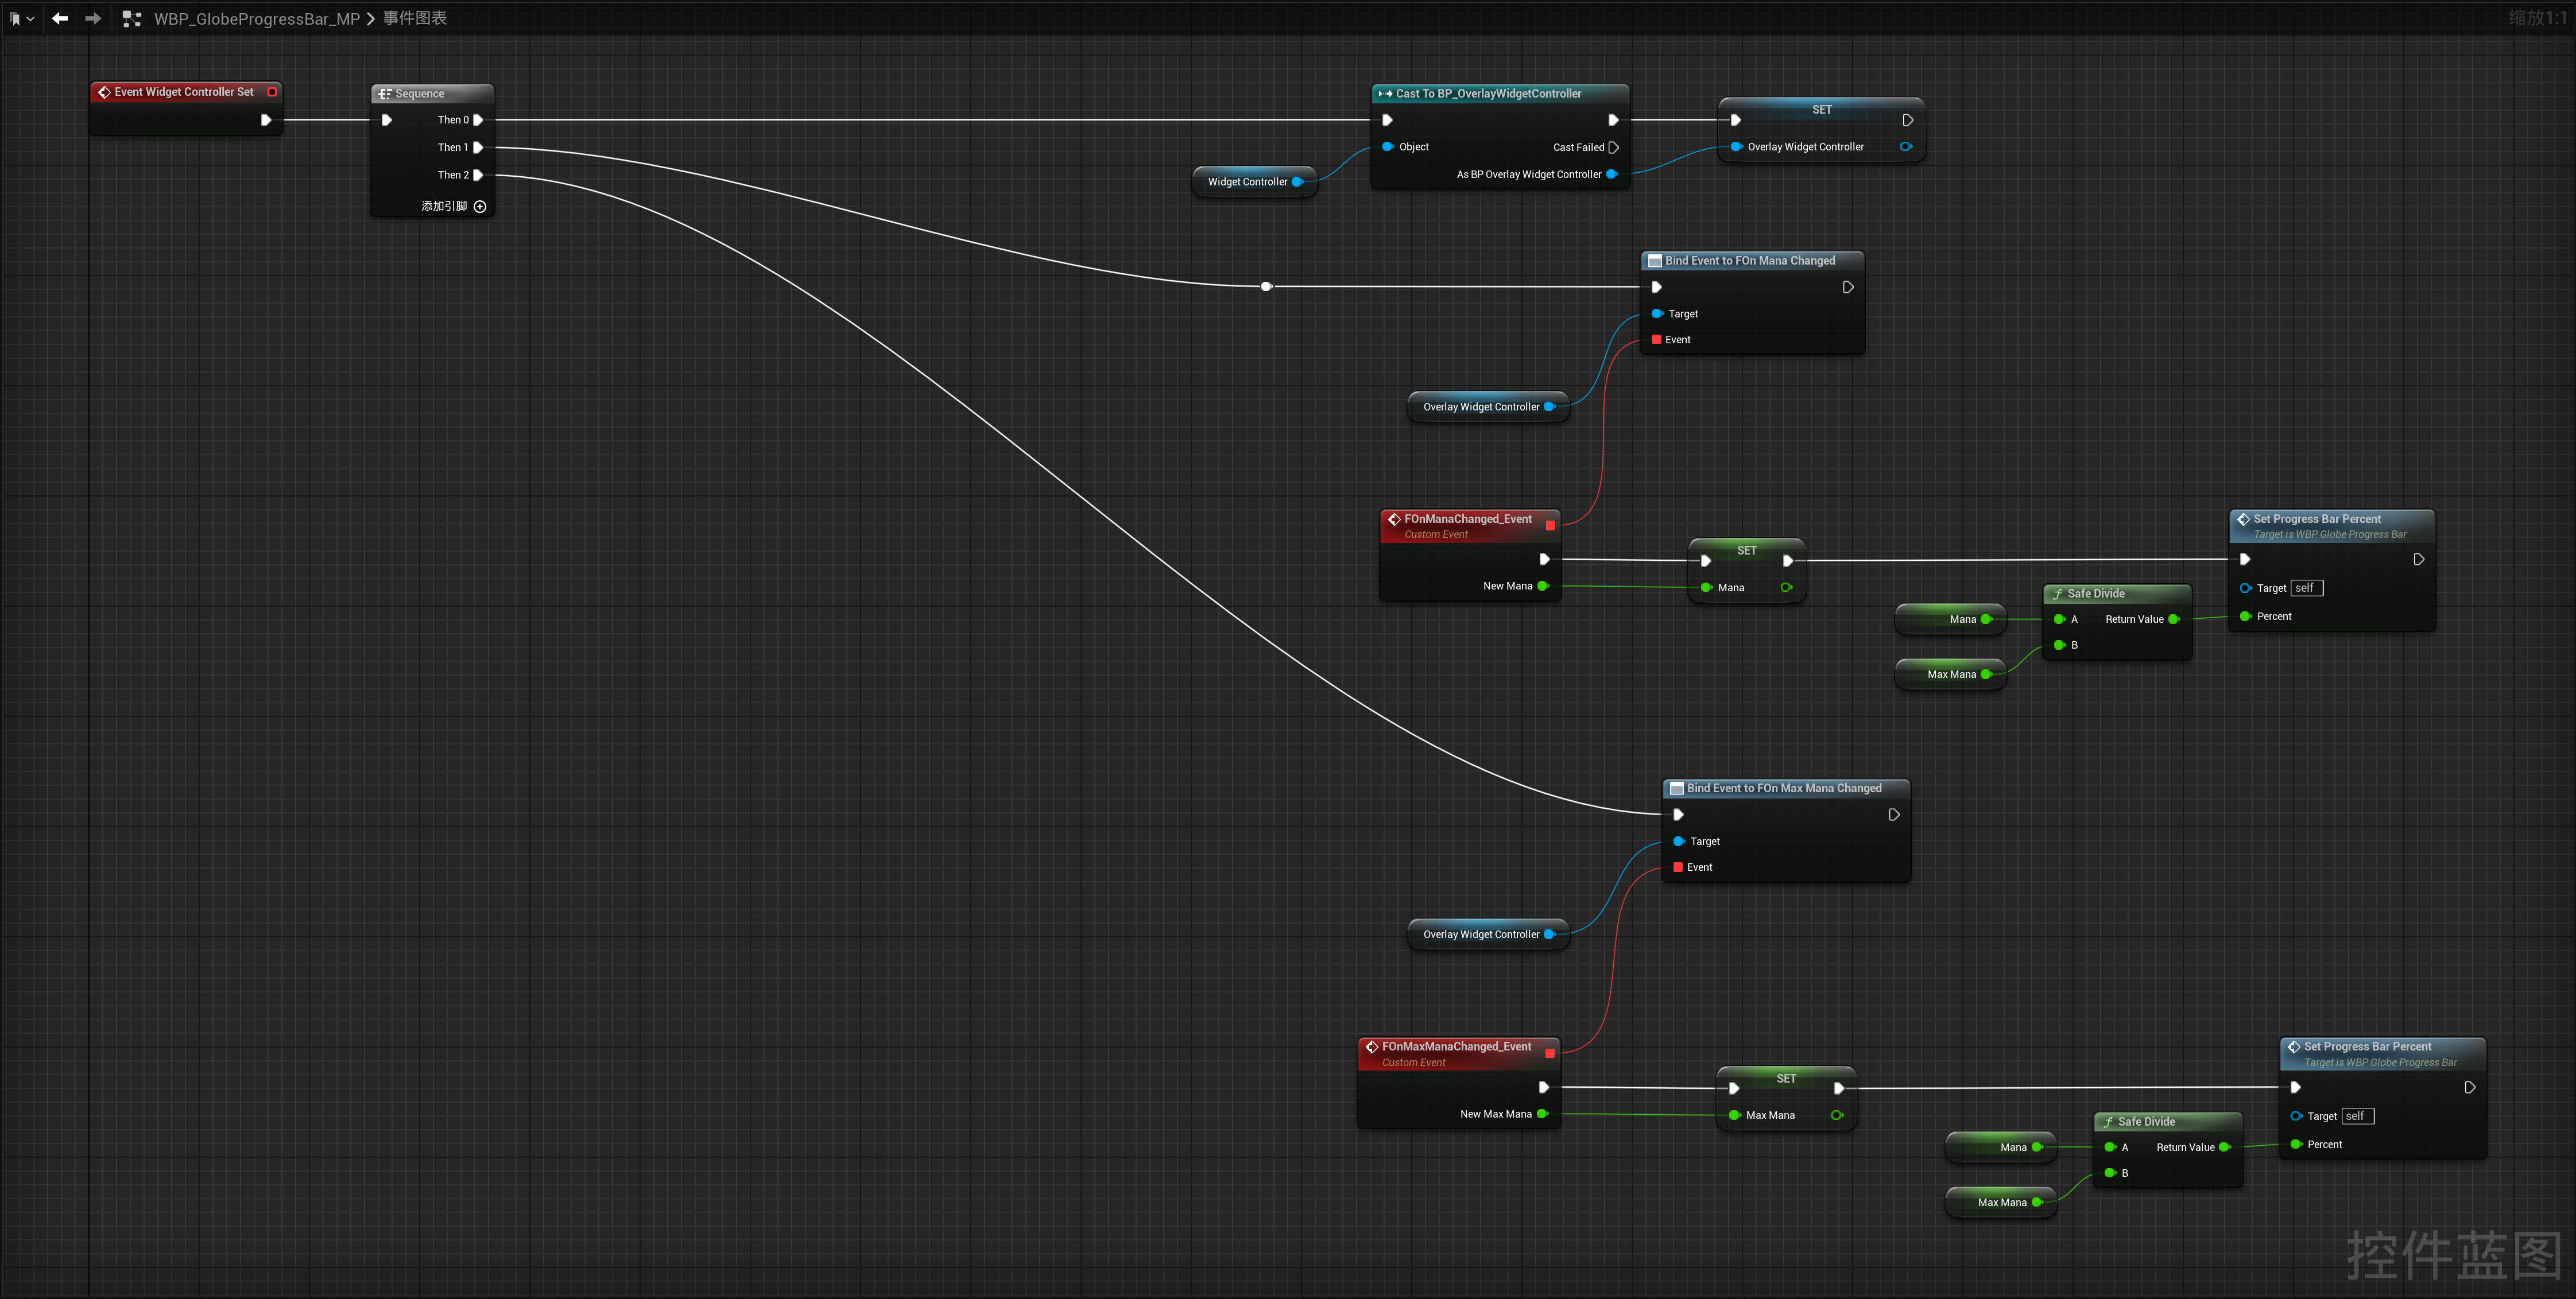 WBP_GlobeProgressBar_MP > 事件图表
缩放1:1
Event Widget Controller Set
Sequence
Then 0
Then 1
Then 2
添加引脚
Cast To BP_OverlayWidgetController
Object
Cast Failed
As BP Overlay Widget Controller
Widget Controller
SET
Overlay Widget Controller
Bind Event to FOn Mana Changed
Target
Event
Overlay Widget Controller
FOnManaChanged_Event
Custom Event
New Mana
SET
Mana
Mana
Max Mana
Safe Divide
A
Return Value
B
Set Progress Bar Percent
Target is WBP Globe Progress Bar
Target self
Percent
Bind Event to FOn Max Mana Changed
Target
Event
Overlay Widget Controller
FOnMaxManaChanged_Event
Custom Event
New Max Mana
SET
Max Mana
Mana
Max Mana
Safe Divide
A
Return Value
B
Set Progress Bar Percent
Target is WBP Globe Progress Bar
Target self
Percent
控件蓝图